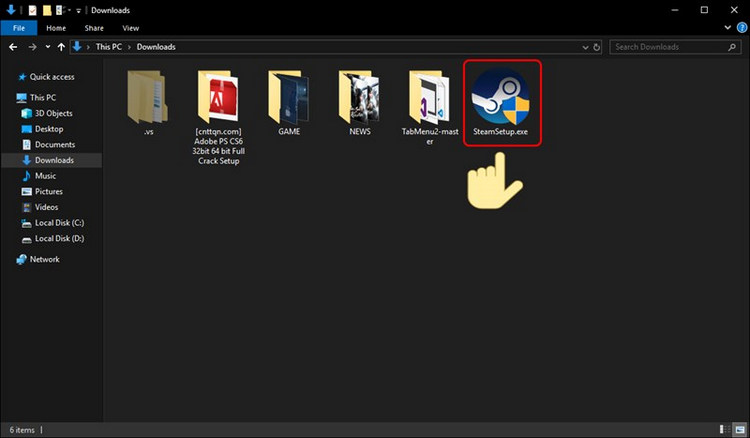 Downloads
File
Home
Share
View
This PC > Downloads
Search Downloads
Quick access
This PC
3D Objects
Desktop
Documents
Downloads
Music
Pictures
Videos
Local Disk (C:)
Local Disk (D:)
Network
.vs
[cnttqn.com]
Adobe PS CS6
32bit 64 bit Full
Crack Setup
GAME
NEWS
TabMenu2-mast
er
SteamSetup.exe
6 items